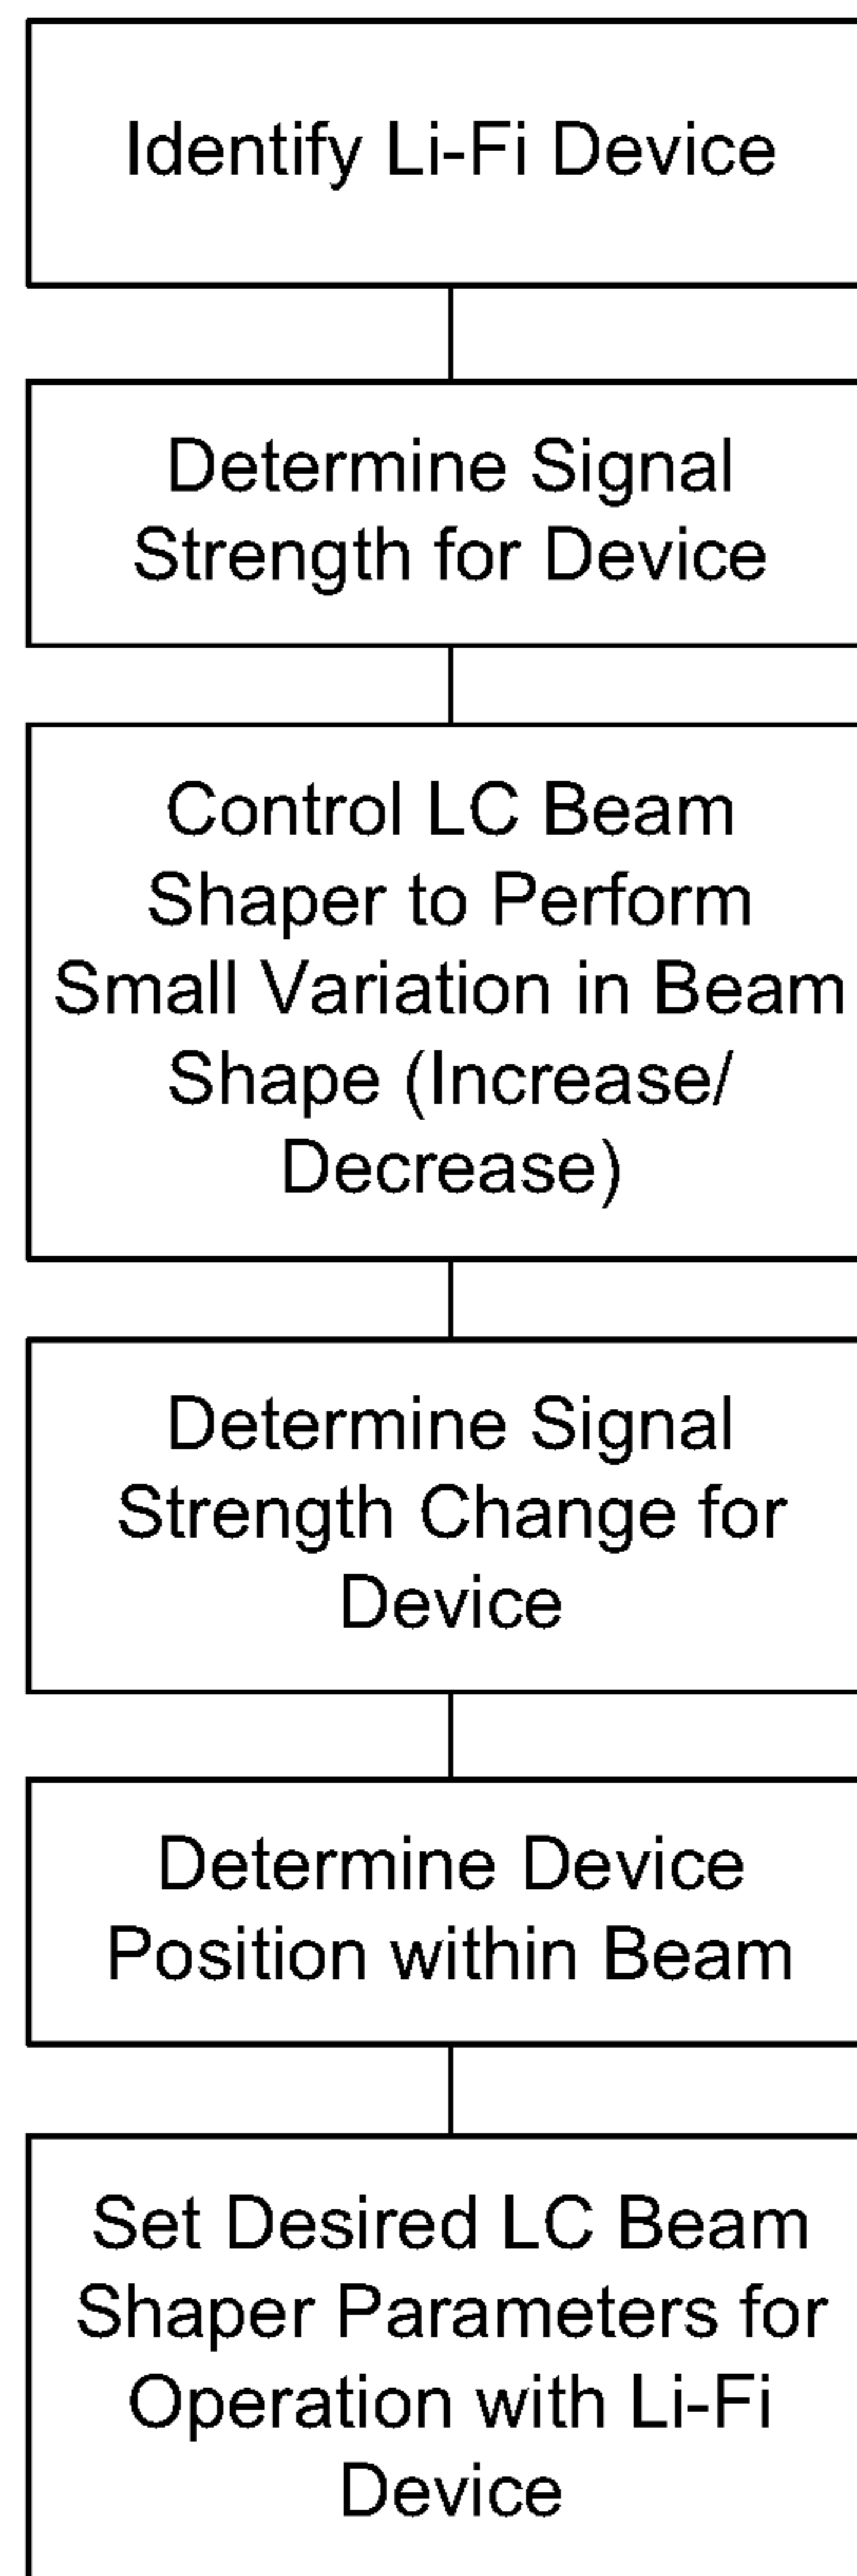 Identify Li-Fi Device
Determine Signal
Strength for Device
Control LC Beam
Shaper to Perform
Small Variation in Beam
Shape (Increase/
Decrease)
Determine Signal
Strength Change for
Device
Determine Device
Position within Beam
Set Desired LC Beam
Shaper Parameters for
Operation with Li-Fi
Device